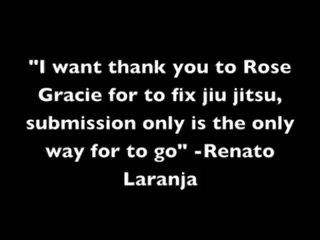 "I want thank you to Rose
Gracie for to fix jiu jitsu,
submission only is the only
way for to go" -Renato
Laranja